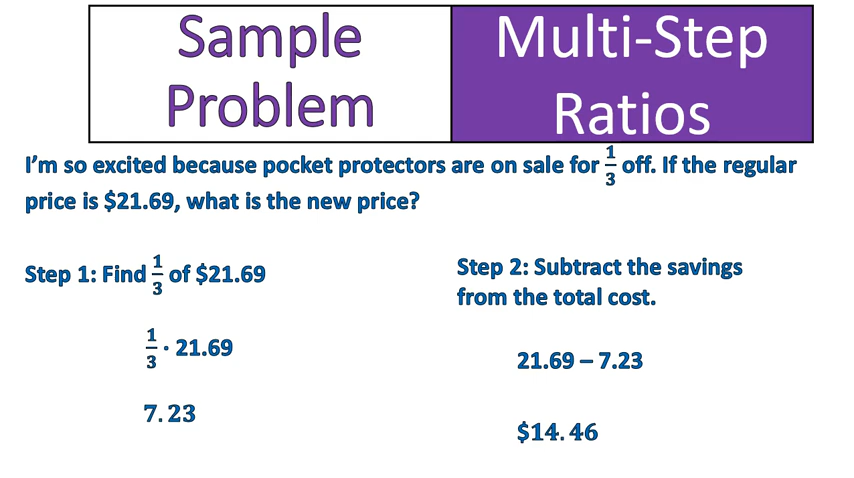 Sample
Problem
Multi-Step
Ratios
I’m so excited because pocket protectors are on sale for 1/3 off. If the regular
price is $21.69, what is the new price?
Step 1: Find 1/3 of $21.69
1/3 · 21.69
7.23
Step 2: Subtract the savings
from the total cost.
21.69 – 7.23
$14.46